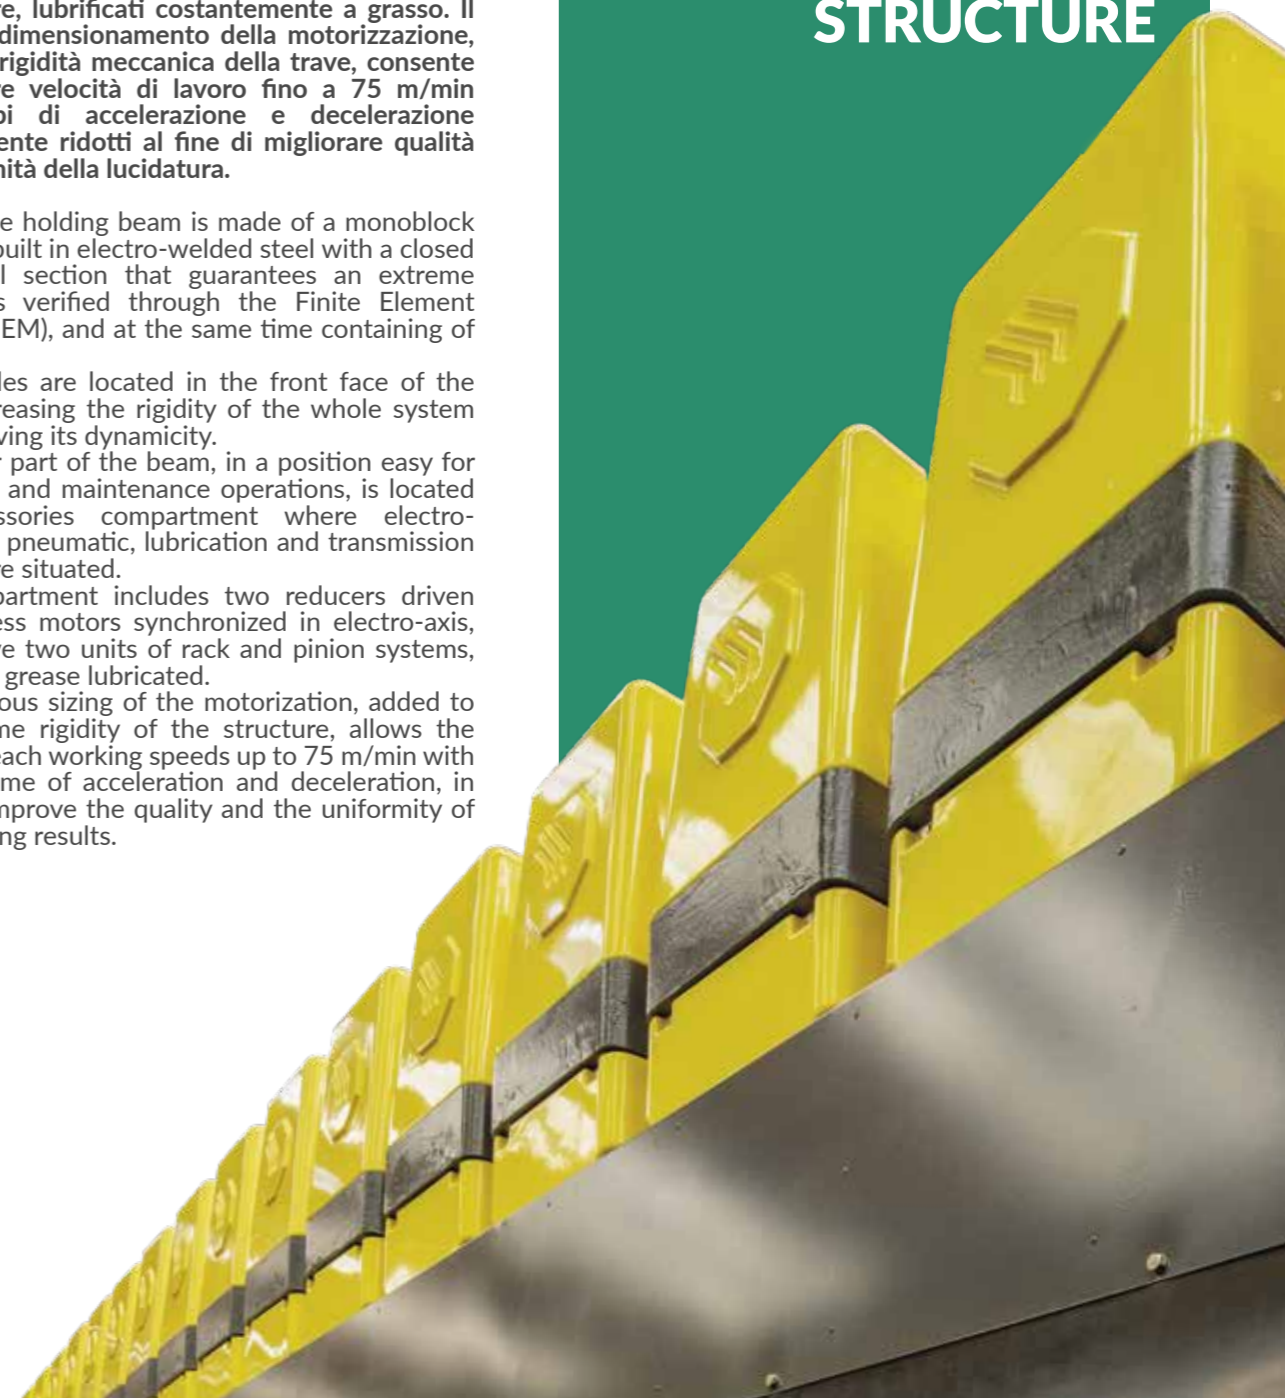 re, lubrificati costantemente a grasso. Il
dimensionamento della motorizzazione,
rigidità meccanica della trave, consente
re velocità di lavoro fino a 75 m/min
pi di accelerazione e decelerazione
ente ridotti al fine di migliorare qualità
nità della lucidatura.
e holding beam is made of a monoblock
built in electro-welded steel with a closed
l section that guarantees an extreme
s verified through the Finite Element
EM), and at the same time containing of
les are located in the front face of the
reasing the rigidity of the whole system
ving its dynamicity.
r part of the beam, in a position easy for
and maintenance operations, is located
ssories compartment where electro-
pneumatic, lubrication and transmission
re situated.
partment includes two reducers driven
ess motors synchronized in electro-axis,
ve two units of rack and pinion systems,
grease lubricated.
ous sizing of the motorization, added to
me rigidity of the structure, allows the
each working speeds up to 75 m/min with
me of acceleration and deleration, in
mprove the quality and the uniformity of
ng results.
STRUCTURE